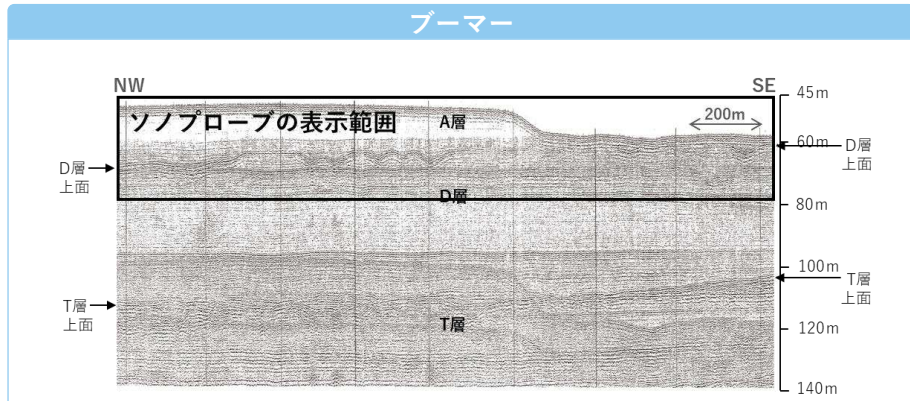 ブーマー
NW
SE
45m
ソノプローブの表示範囲
A層
200m
60m
D層
上面
D層
上面
D層
80m
100m
T層
上面
T層
上面
T層
120m
140m